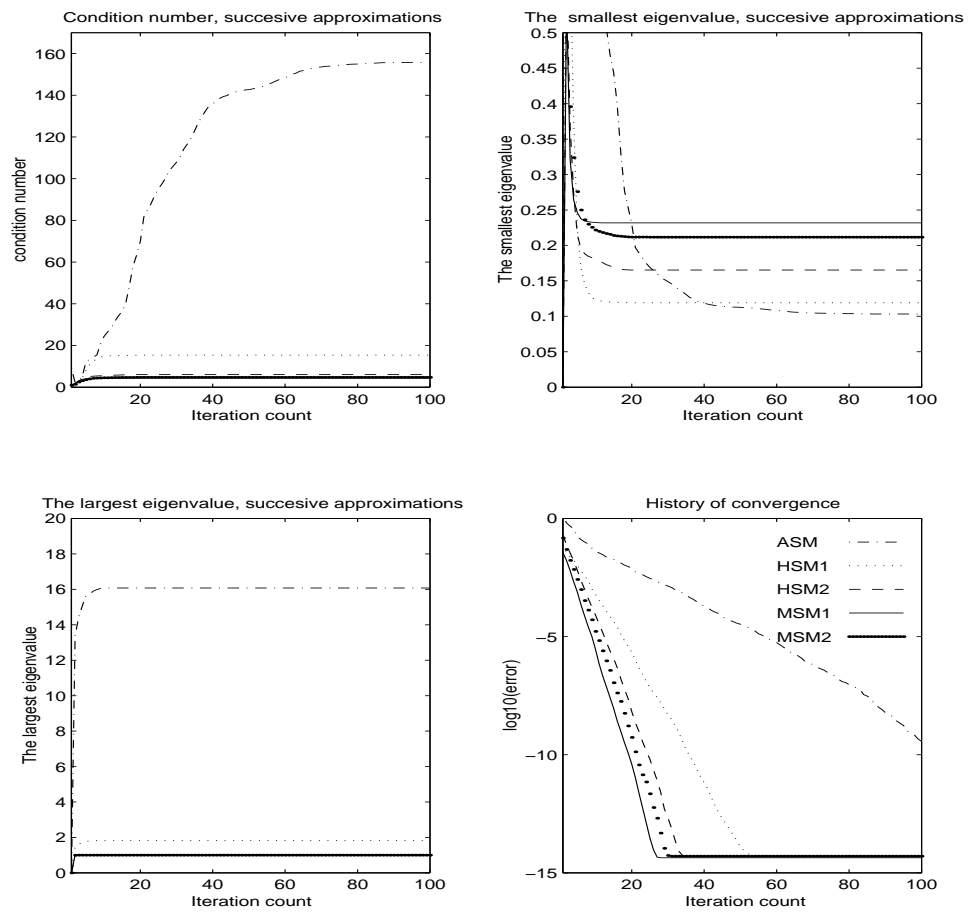 Condition number, succesive approximations
160
140
120
100
80
60
40
20
0
condition number
20 40 60 80 100
Iteration count
The smallest eigenvalue, succesive approximations
0.5
0.45
0.4
0.35
0.3
0.25
0.2
0.15
0.1
0.05
0
The smallest eigenvalue
20 40 60 80 100
Iteration count
The largest eigenvalue, succesive approximations
20
18
16
14
12
10
8
6
4
2
0
The largest eigenvalue
20 40 60 80 100
Iteration count
History of convergence
0
−5
−10
−15
log10(error)
ASM
HSM1
HSM2
MSM1
MSM2
20 40 60 80 100
Iteration count